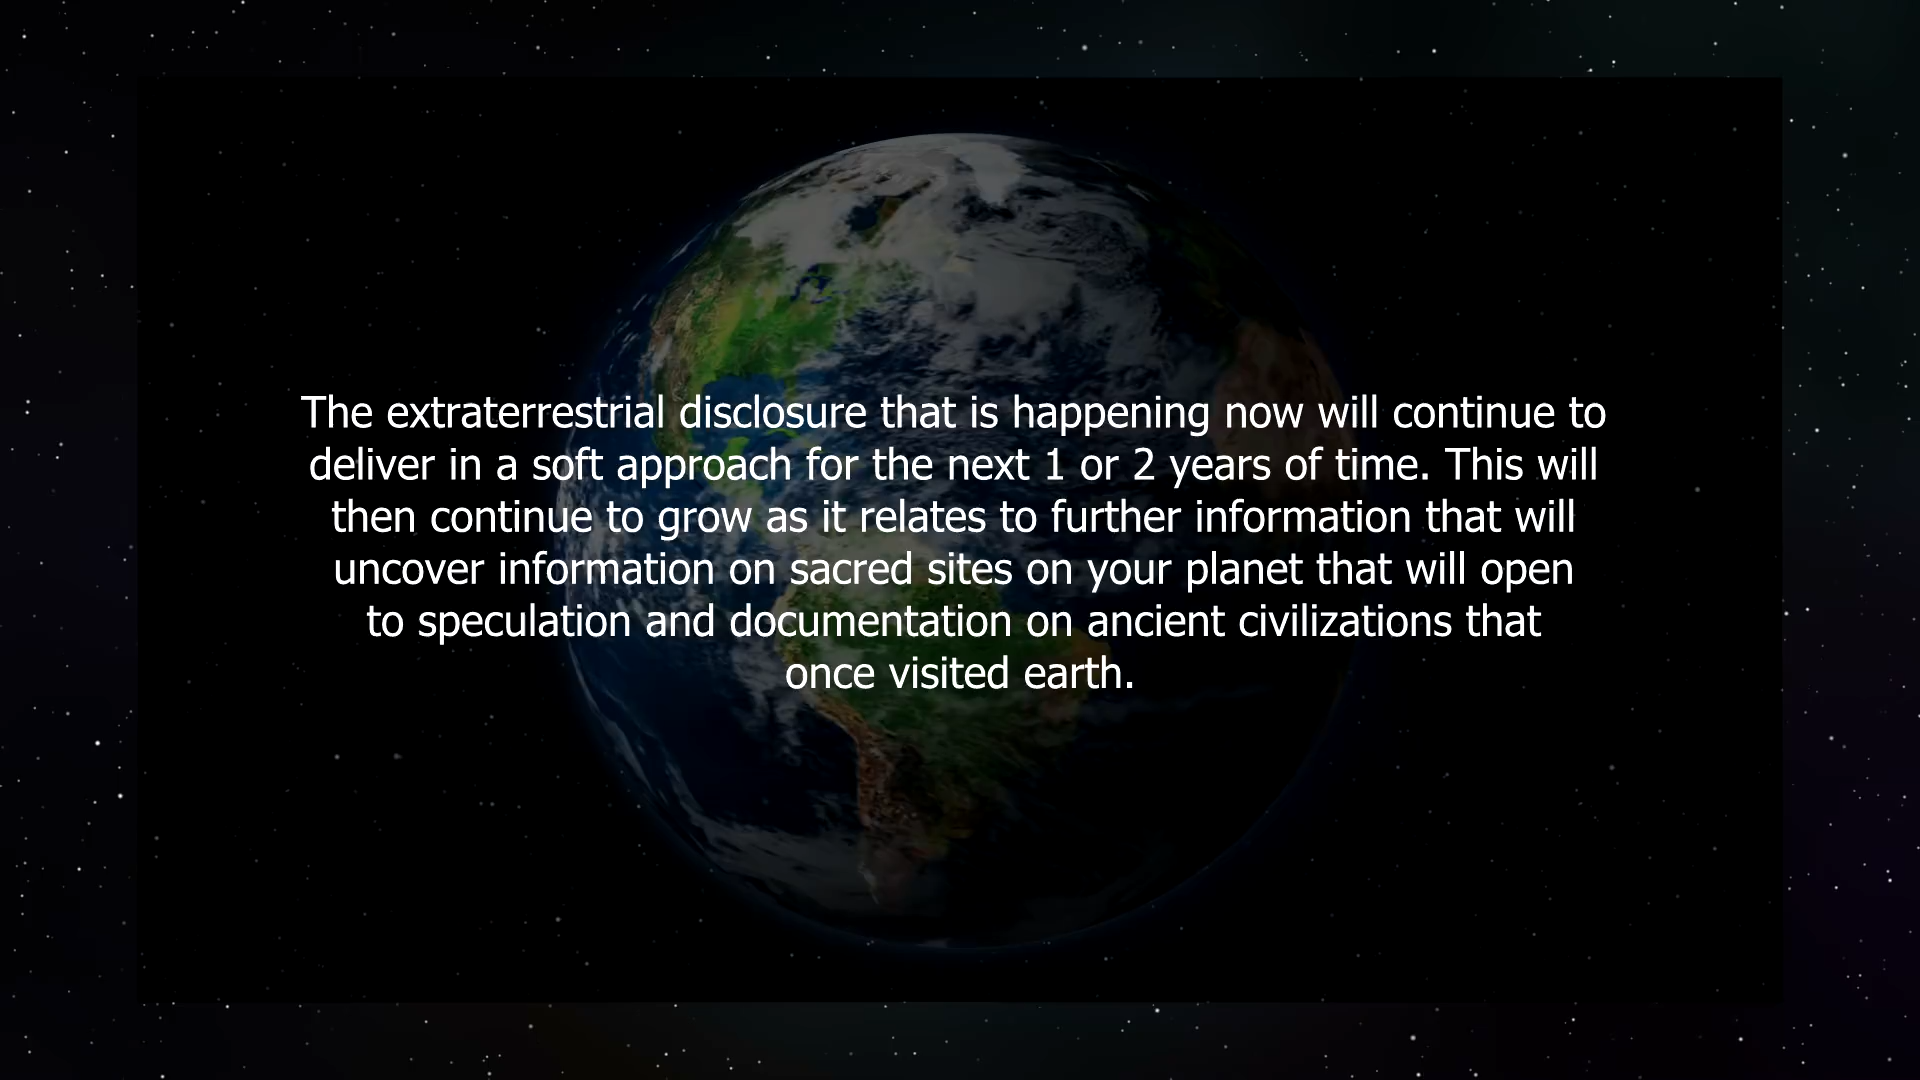 The extraterrestrial disclosure that is happening now will continue to
deliver in a soft approach for the next 1 or 2 years of time. This will
then continue to grow as it relates to further information that will
uncover information on sacred sites on your planet that will open
to speculation and documentation on ancient civilizations that
once visited earth.